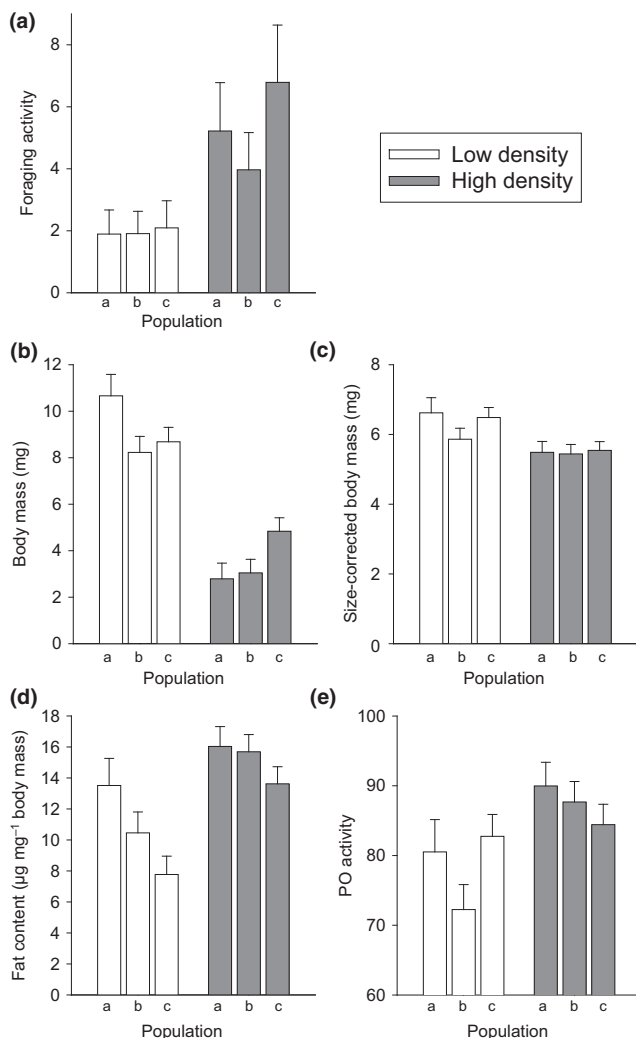 (a)
8
6
4
2
0
Foraging activity
a b c a b c
Population
Low density
High density
(b)
12
10
8
6
4
2
0
Body mass (mg)
a b c a b c
Population
(c)
8
6
4
2
0
Size-corrected body mass (mg)
a b c a b c
Population
(d)
18
16
14
12
10
8
6
4
2
0
Fat content (µg mg⁻¹ body mass)
a b c a b c
Population
(e)
100
90
80
70
60
PO activity
a b c a b c
Population